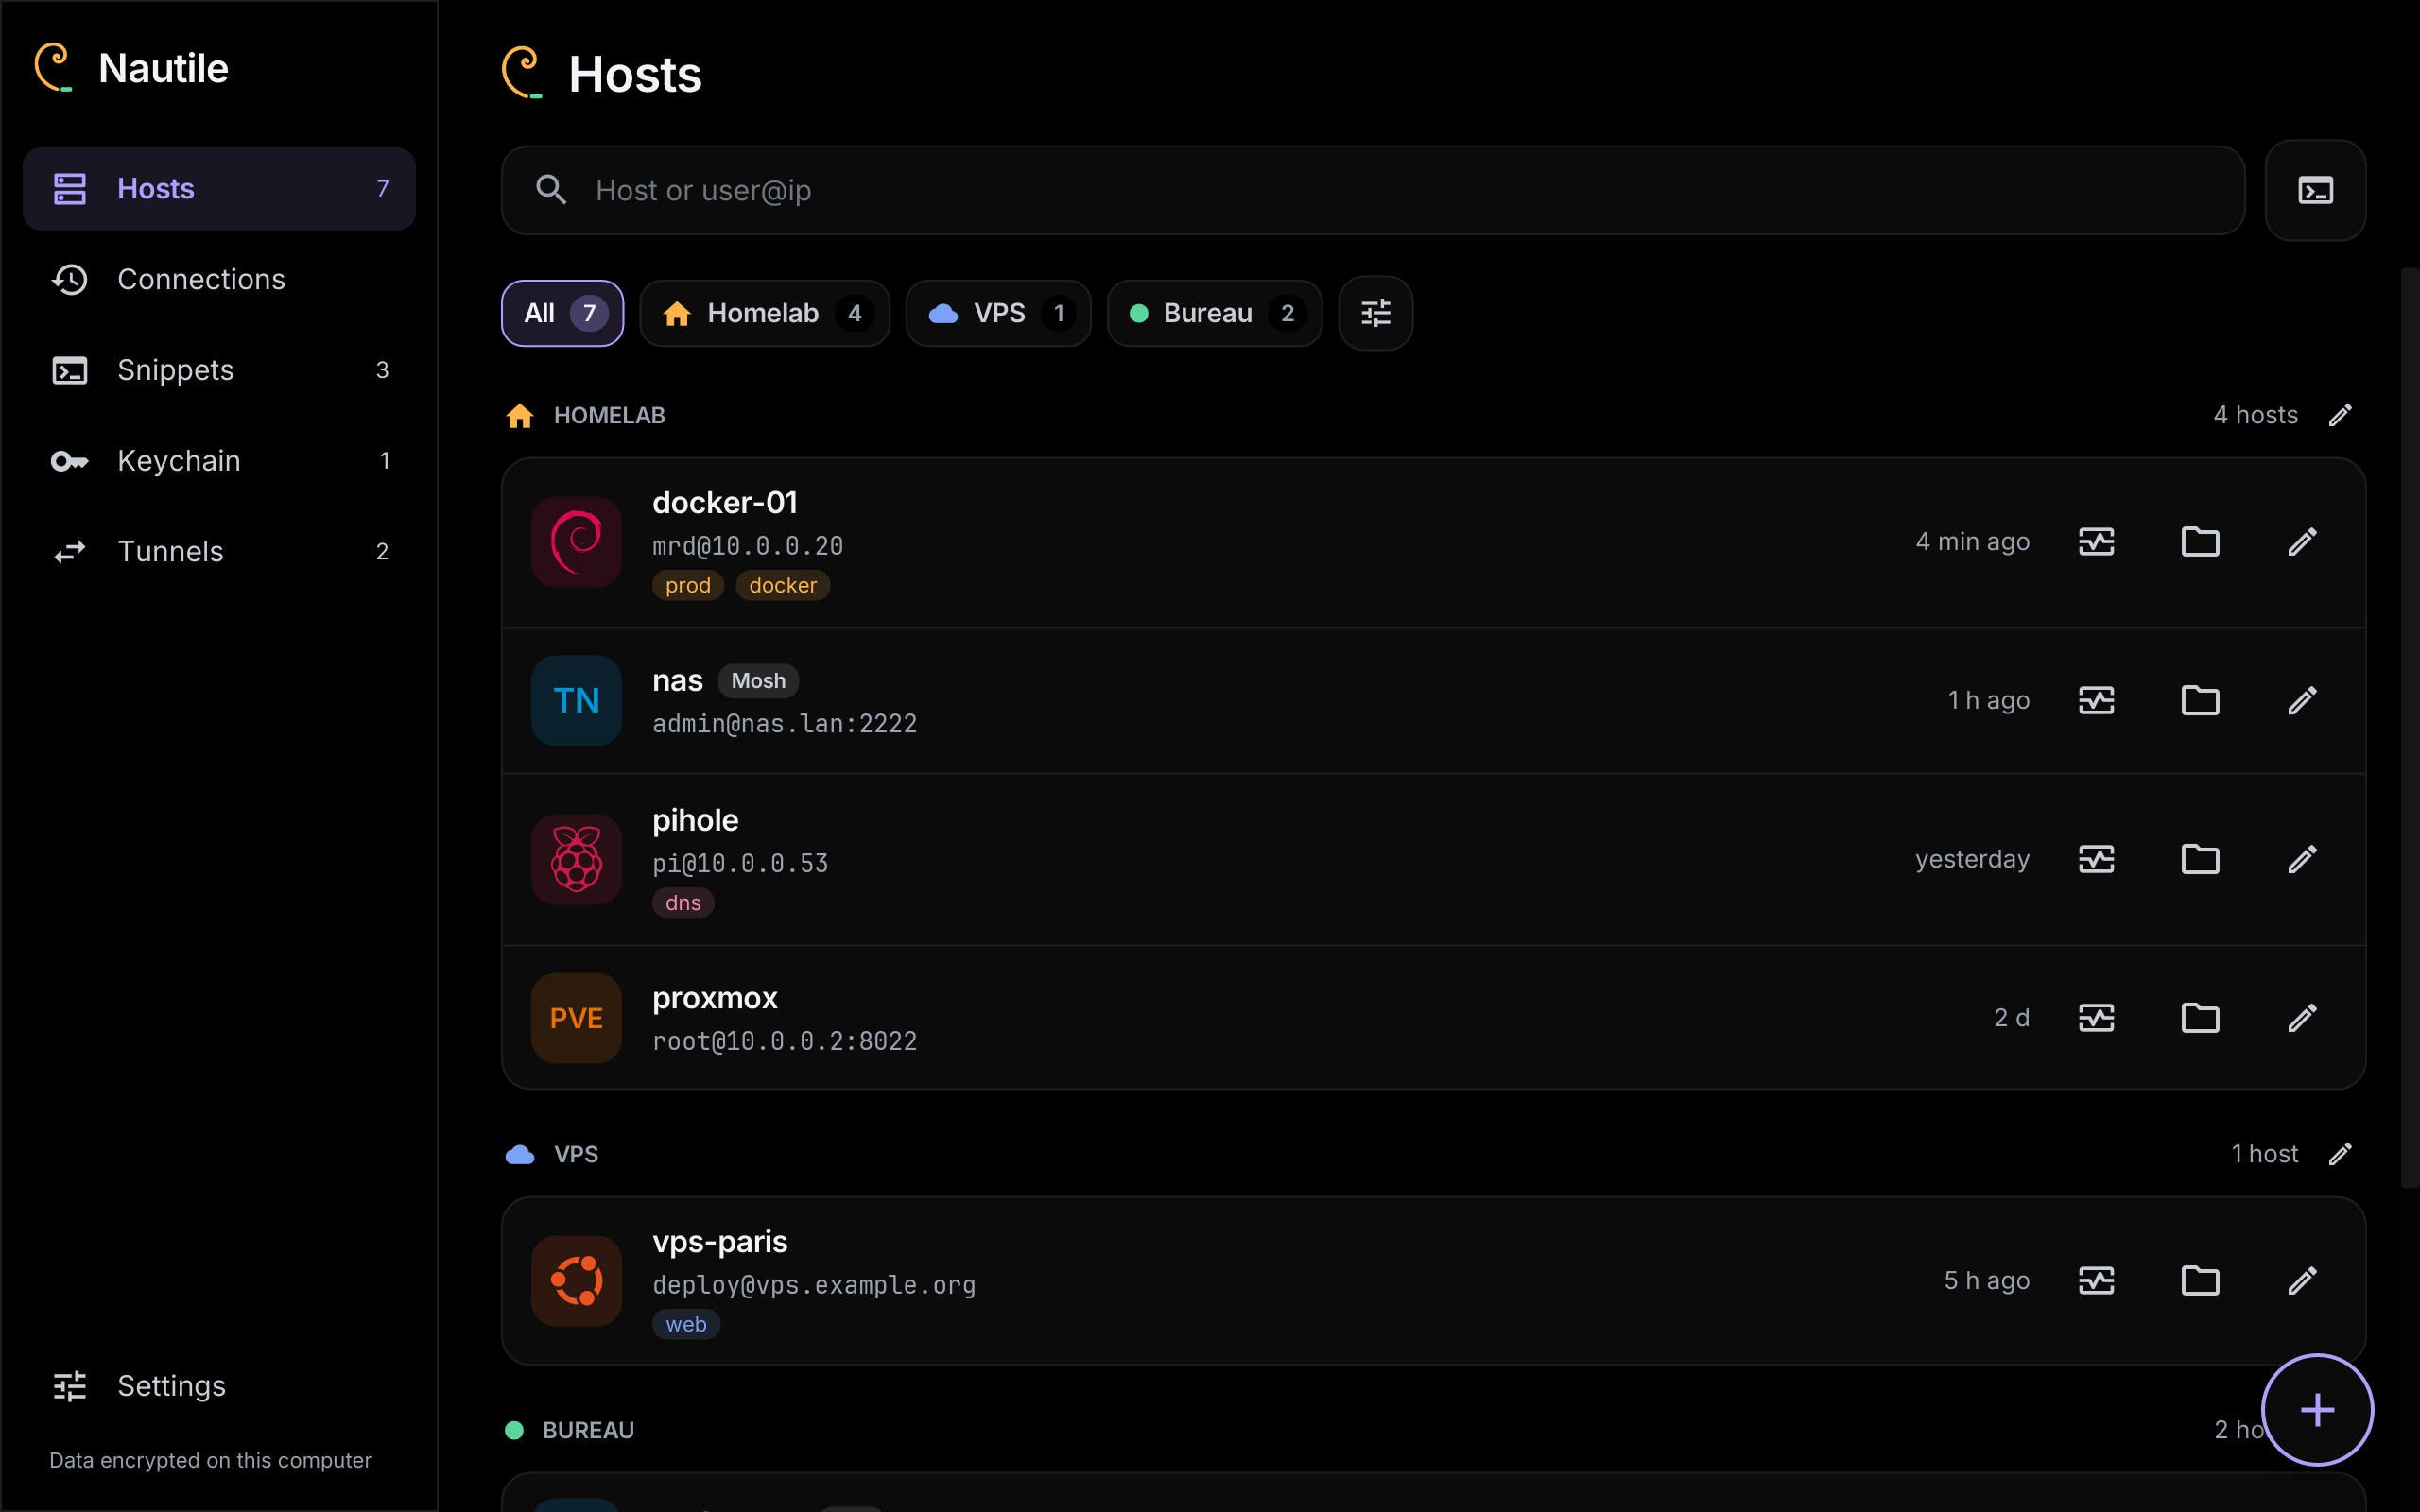 Nautile
Hosts 7
Connections
Snippets 3
Keychain 1
Tunnels 2
Settings
Data encrypted on this computer
Hosts
Host or user@ip
All 7 Homelab 4 VPS 1 Bureau 2
HOMELAB 4 hosts
docker-01
mrd@10.0.0.20
prod docker
4 min ago
TN
nas Mosh
admin@nas.lan:2222
1 h ago
pihole
pi@10.0.0.53
dns
yesterday
PVE
proxmox
root@10.0.0.2:8022
2 d
VPS 1 host
vps-paris
deploy@vps.example.org
web
5 h ago
BUREAU 2